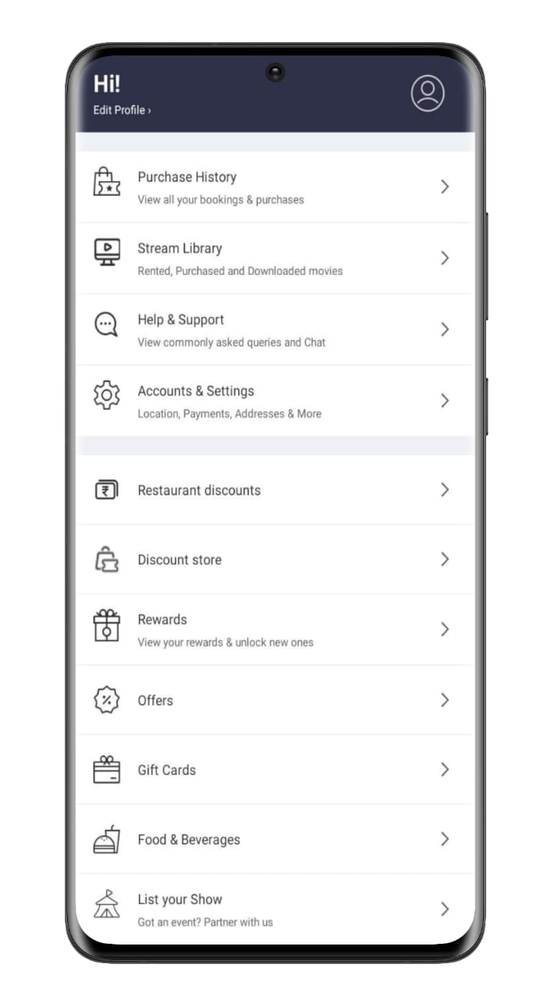 Hi!
Edit Profile ›
Purchase History
View all your bookings & purchases
Stream Library
Rented, Purchased and Downloaded movies
Help & Support
View commonly asked queries and Chat
Accounts & Settings
Location, Payments, Addresses & More
₹
Restaurant discounts
Discount store
Rewards
View your rewards & unlock new ones
%
Offers
Gift Cards
Food & Beverages
List your Show
Got an event? Partner with us